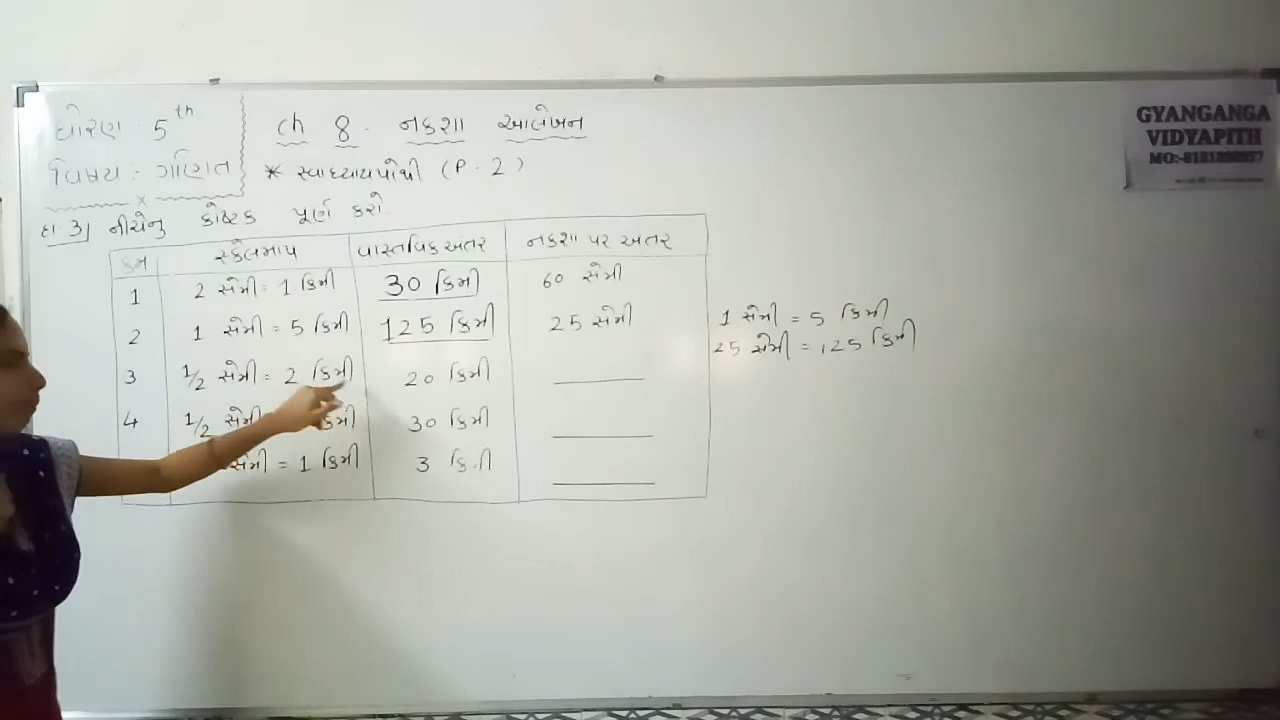 ધોરણ 5th
વિષય : ગણિત
ch 8. નકશા આલેખન
* સ્વાધ્યાયપોથી (P. 2)
દા 3) નીચેનુ કોષ્ટક પૂર્ણ કરો
ક્રમ સ્કેલમાપ વાસ્તવિક અંતર નકશા પર અંતર
1 2 સેમી = 1 કિમી 30 કિમી 60 સેમી
2 1 સેમી = 5 કિમી 125 કિમી 25 સેમી
3 1/2 સેમી = 2 કિમી 20 કિમી
4 1/2 સેમી કિમી 30 કિમી
સેમી = 1 કિમી 3 કિમી
1 સેમી = 5 કિમી
25 સેમી = 125 કિમી
GYANGANGA
VIDYAPITH